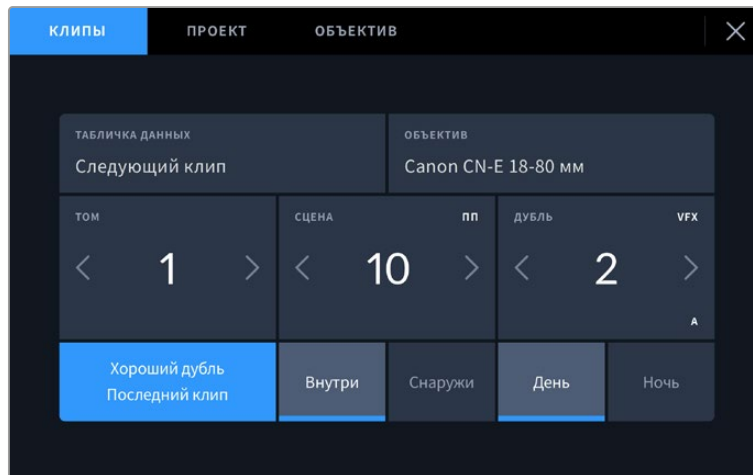 КЛИПЫ ПРОЕКТ ОБЪЕКТИВ
ТАБЛИЧКА ДАННЫХ ОБЪЕКТИВ
Следующий клип Canon CN-E 18-80 мм
ТОМ СЦЕНА ПП ДУБЛЬ VFX
1 10 2
A
Хороший дубль
Последний клип
Внутри Снаружи День Ночь